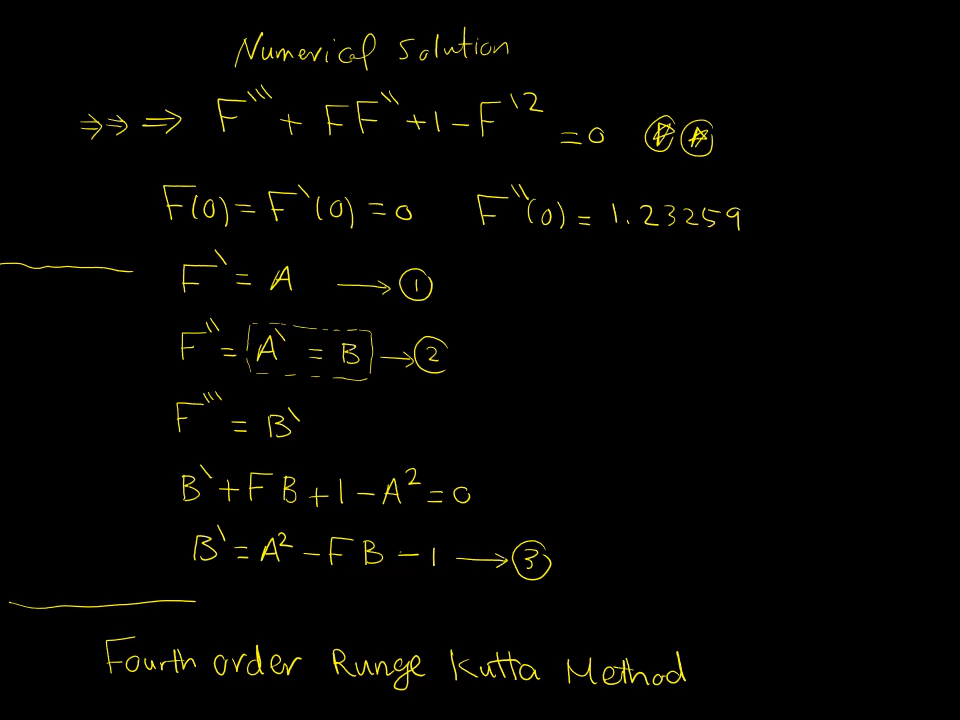 Numerical Solution
⇒⇒⇒ F‵‵‵ + FF‵‵ + 1 - F‵² = 0 ✩ ✩
F(0) = F‵(0) = 0 F‵‵(0) = 1.23259
F‵ = A → ①
F‵‵ = A‵ = B → ②
F‵‵‵ = B‵
B‵ + FB + 1 - A² = 0
B‵ = A² - FB - 1 → ③
Fourth order Runge Kutta Method